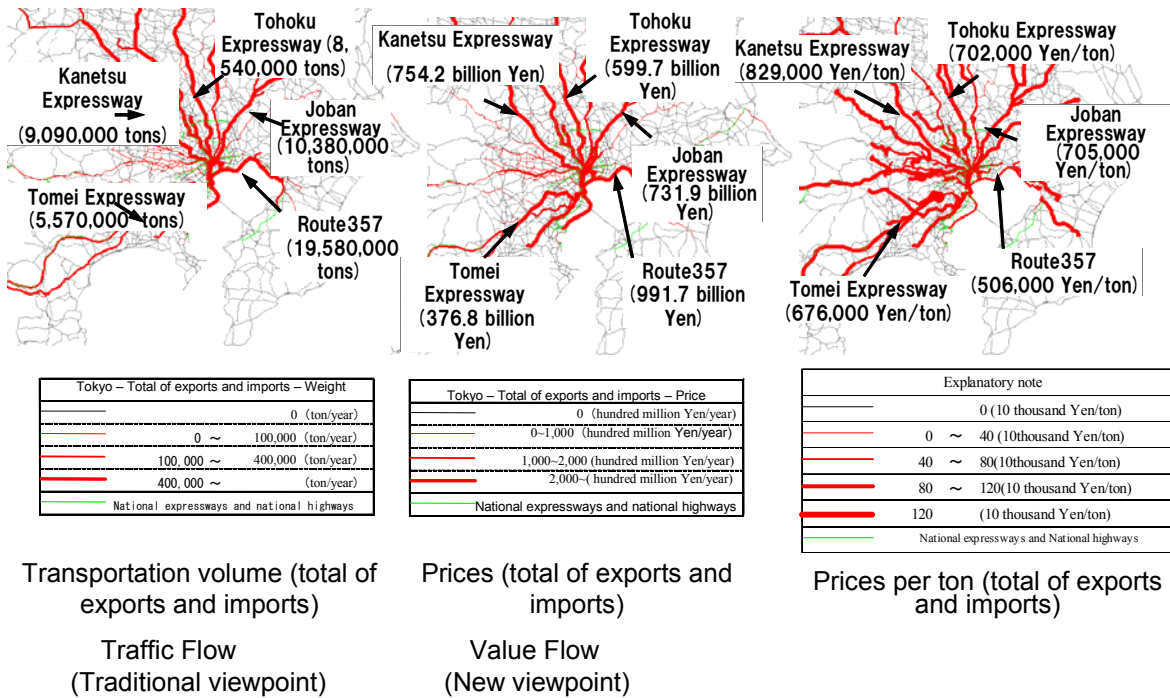 Tohoku
Expressway (8,
540,000 tons)
Kanetsu
Expressway
(9,090,000 tons)
Joban
Expressway
(10,380,000
tons)
Tomei Expressway
(5,570,000 tons)
Route357
(19,580,000
tons)
Kanetsu Expressway
(754.2 billion Yen)
Tohoku
Expressway
(599.7 billion
Yen)
Joban
Expressway
(731.9 billion
Yen)
Tomei
Expressway
(376.8 billion
Yen)
Route357
(991.7 billion
Yen)
Kanetsu Expressway
(829,000 Yen/ton)
Tohoku Expressway
(702,000 Yen/ton)
Joban
Expressway
(705,000
Yen/ton)
Tomei Expressway
(676,000 Yen/ton)
Route357
(506,000 Yen/ton)
Tokyo – Total of exports and imports – Weight
0 (ton/year)
0 ～ 100,000 (ton/year)
100,000 ～ 400,000 (ton/year)
400,000 ～ (ton/year)
National expressways and national highways
Tokyo – Total of exports and imports – Price
0 (hundred million Yen/year)
0~1,000 (hundred million Yen/year)
1,000~2,000 (hundred million Yen/year)
2,000~( hundred million Yen/year)
National expressways and national highways
Explanatory note
0 (10 thousand Yen/ton)
0 ～ 40 (10thousand Yen/ton)
40 ～ 80(10thousand Yen/ton)
80 ～ 120(10 thousand Yen/ton)
120 (10 thousand Yen/ton)
National expressways and National highways
Transportation volume (total of
exports and imports)
Prices (total of exports and
imports)
Prices per ton (total of exports
and imports)
Traffic Flow
(Traditional viewpoint)
Value Flow
(New viewpoint)